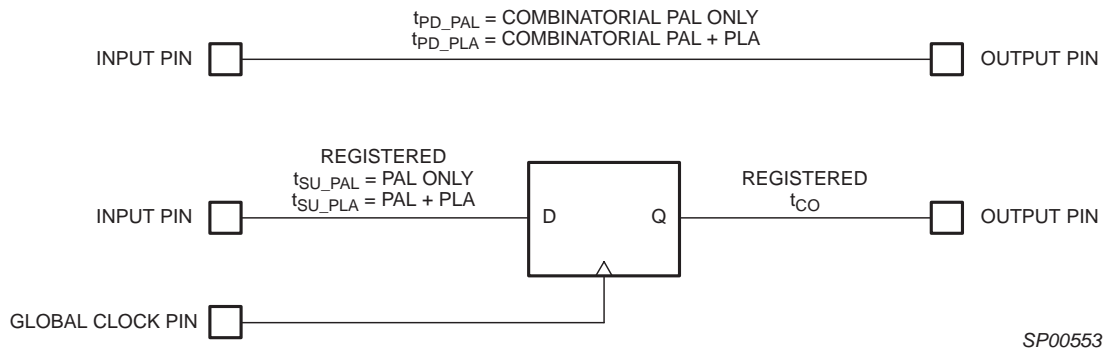 tPD_PAL = COMBINATORIAL PAL ONLY
tPD_PLA = COMBINATORIAL PAL + PLA
INPUT PIN
OUTPUT PIN
REGISTERED
tSU_PAL = PAL ONLY
tSU_PLA = PAL + PLA
REGISTERED
tCO
INPUT PIN
D
Q
OUTPUT PIN
GLOBAL CLOCK PIN
SP00553